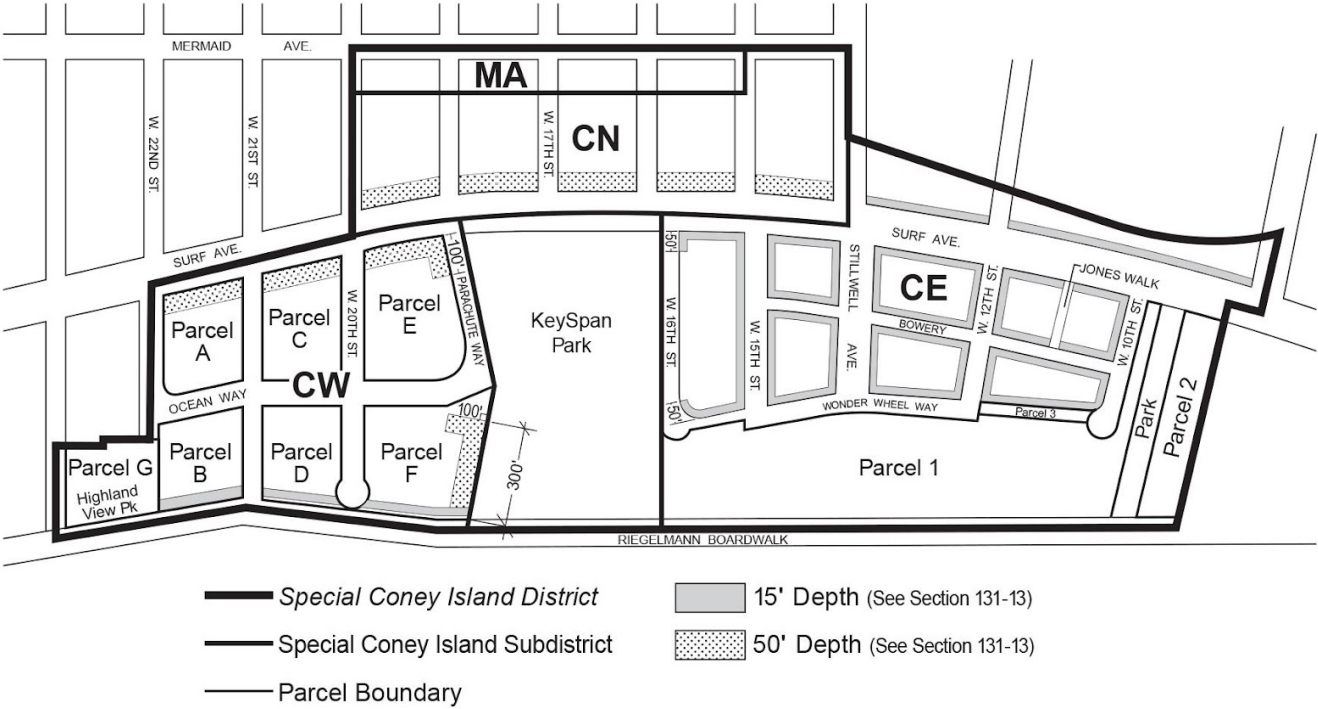 MERMAID AVE.
MA
CN
W. 17TH ST.
W. 22ND ST.
W. 21ST ST.
SURF AVE.
SURF AVE.
100'
PARACHUTE WAY
50'
STILLWELL AVE.
CE
W. 12TH ST.
JONES WALK
Parcel A
Parcel C
W. 20TH ST.
Parcel E
KeySpan Park
W. 16TH ST.
W. 15TH ST.
BOWERY
W. 10TH ST.
CW
OCEAN WAY
100'
50'
WONDER WHEEL WAY
Parcel 3
Park
Parcel 2
Parcel G
Highland View Pk
Parcel B
Parcel D
Parcel F
300'
Parcel 1
RIEGELMANN BOARDWALK
Special Coney Island District
15' Depth (See Section 131-13)
Special Coney Island Subdistrict
50' Depth (See Section 131-13)
Parcel Boundary